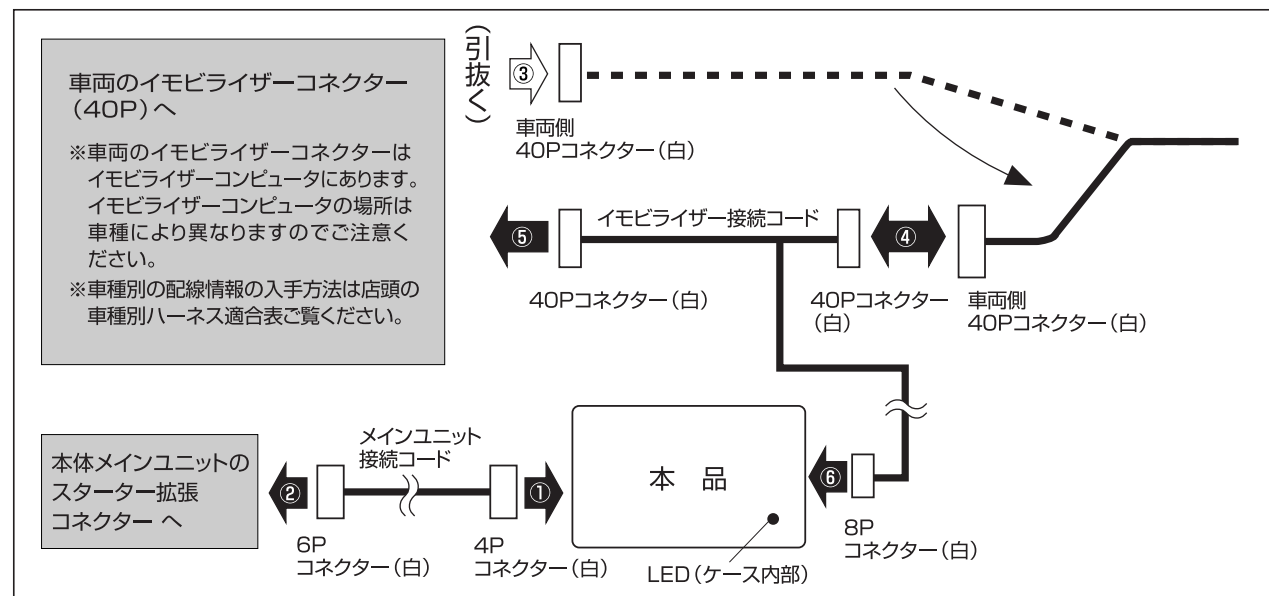 車両のイモビライザーコネクター
(40P)へ
※車両のイモビライザーコネクターは
イモビライザーコンピュータにあります。
イモビライザーコンピュータの場所は
車種により異なりますのでご注意く
ださい。
※車種別の配線情報の入手方法は店頭の
車種別ハーネス適合表ご覧ください。
(引抜く)
③
車両側
40Pコネクター(白)
⑤
イモビライザー接続コード
④
40Pコネクター(白)
40Pコネクター
(白)
車両側
40Pコネクター(白)
本体メインユニットの
スターター拡張
コネクター へ
②
メインユニット
接続コード
①
本 品
⑥
6P
コネクター(白)
4P
コネクター(白)
LED(ケース内部)
8P
コネクター(白)